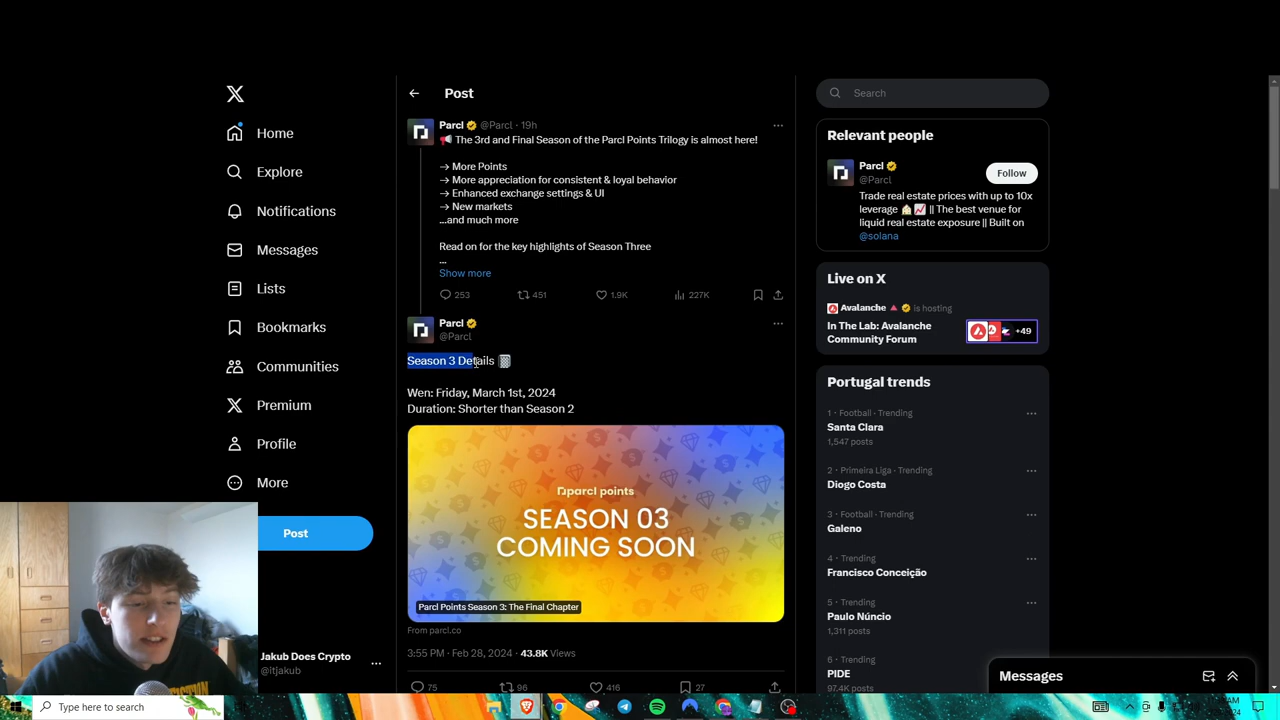 Home
Explore
Notifications
Messages
Lists
Bookmarks
Communities
Premium
Profile
More
Post
Jakub Does Crypto
@itjakub
Post
Parcl @Parcl · 19h
📢 The 3rd and Final Season of the Parcl Points Trilogy is almost here!
→ More Points
→ More appreciation for consistent & loyal behavior
→ Enhanced exchange settings & UI
→ New markets
...and much more
Read on for the key highlights of Season Three
...
Show more
253 451 1.9K 227K
Parcl
@Parcl
Season 3 Details
Wen: Friday, March 1st, 2024
Duration: Shorter than Season 2
parcl points
SEASON 03
COMING SOON
Parcl Points Season 3: The Final Chapter
From parcl.co
3:55 PM · Feb 28, 2024 · 43.8K Views
75 96 416 27
Search
Relevant people
Parcl
@Parcl
Follow
Trade real estate prices with up to 10x
leverage 🏠 📈 || The best venue for
liquid real estate exposure || Built on
@solana
Live on X
Avalanche 🔺 is hosting
In The Lab: Avalanche
Community Forum
+49
Portugal trends
1 · Football · Trending
Santa Clara
1,547 posts
2 · Primeira Liga · Trending
Diogo Costa
3 · Football · Trending
Galeno
4 · Trending
Francisco Conceição
5 · Trending
Paulo Núncio
1,311 posts
6 · Trending
PIDE
97.4K posts
Messages
Type here to search